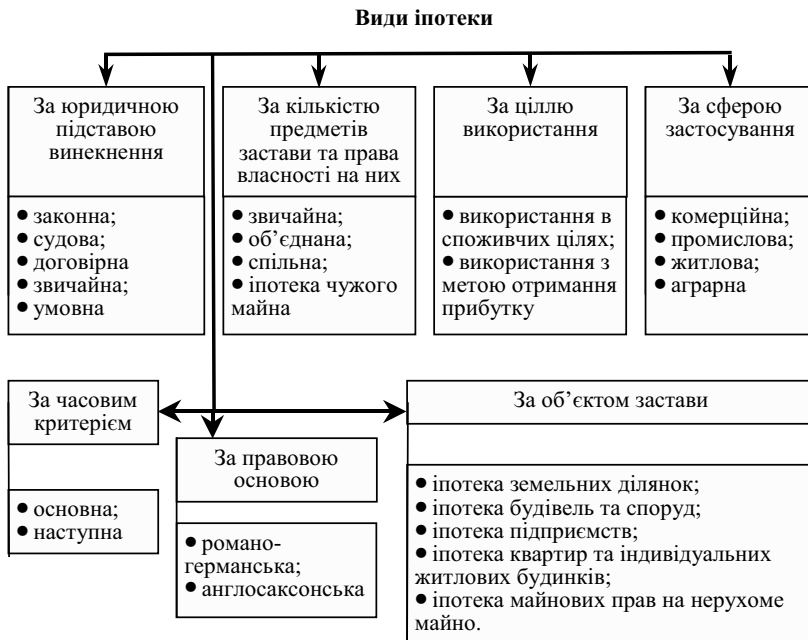 Види іпотеки
За юридичною
підставою
винекнення
● законна;
● судова;
● договірна
● звичайна;
● умовна
За кількістю
предметів
застави та права
власності на них
● звичайна;
● об’єднана;
● спільна;
● іпотека чужого
майна
За ціллю
використання
● використання в
споживчих цілях;
● використання з
метою отримання
прибутку
За сферою
застосування
● комерційна;
● промислова;
● житлова;
● аграрна
За часовим
критерієм
● основна;
● наступна
За правовою
основою
● романо-
германська;
● англосаксонська
За об’єктом застави
● іпотека земельних ділянок;
● іпотека будівель та споруд;
● іпотека підприємств;
● іпотека квартир та індивідуальних
житлових будинків;
● іпотека майнових прав на нерухоме
майно.